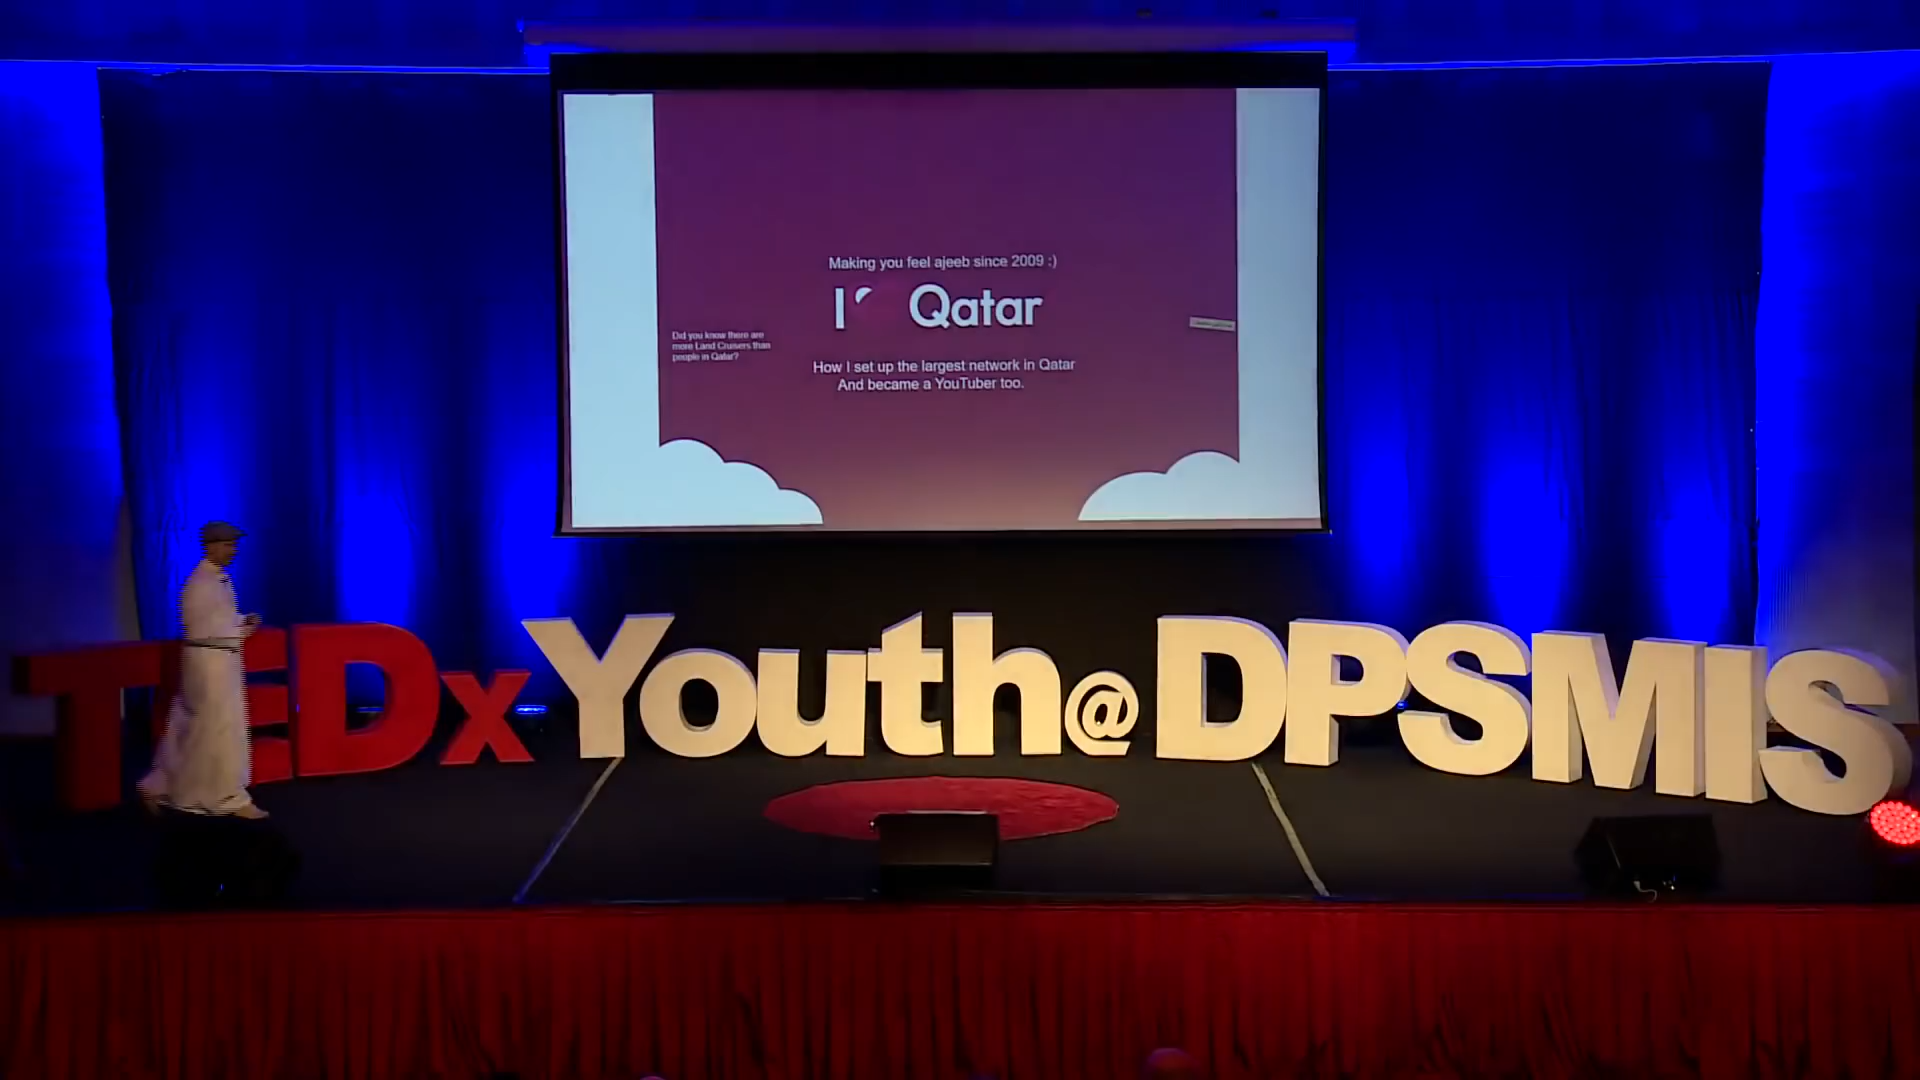 Making you feel ajeeb since 2009 :)
I Qatar
Did you know there are
more Land Cruisers than
people in Qatar?
How I set up the largest network in Qatar
And became a YouTuber too.
TEDxYouth@DPSMIS